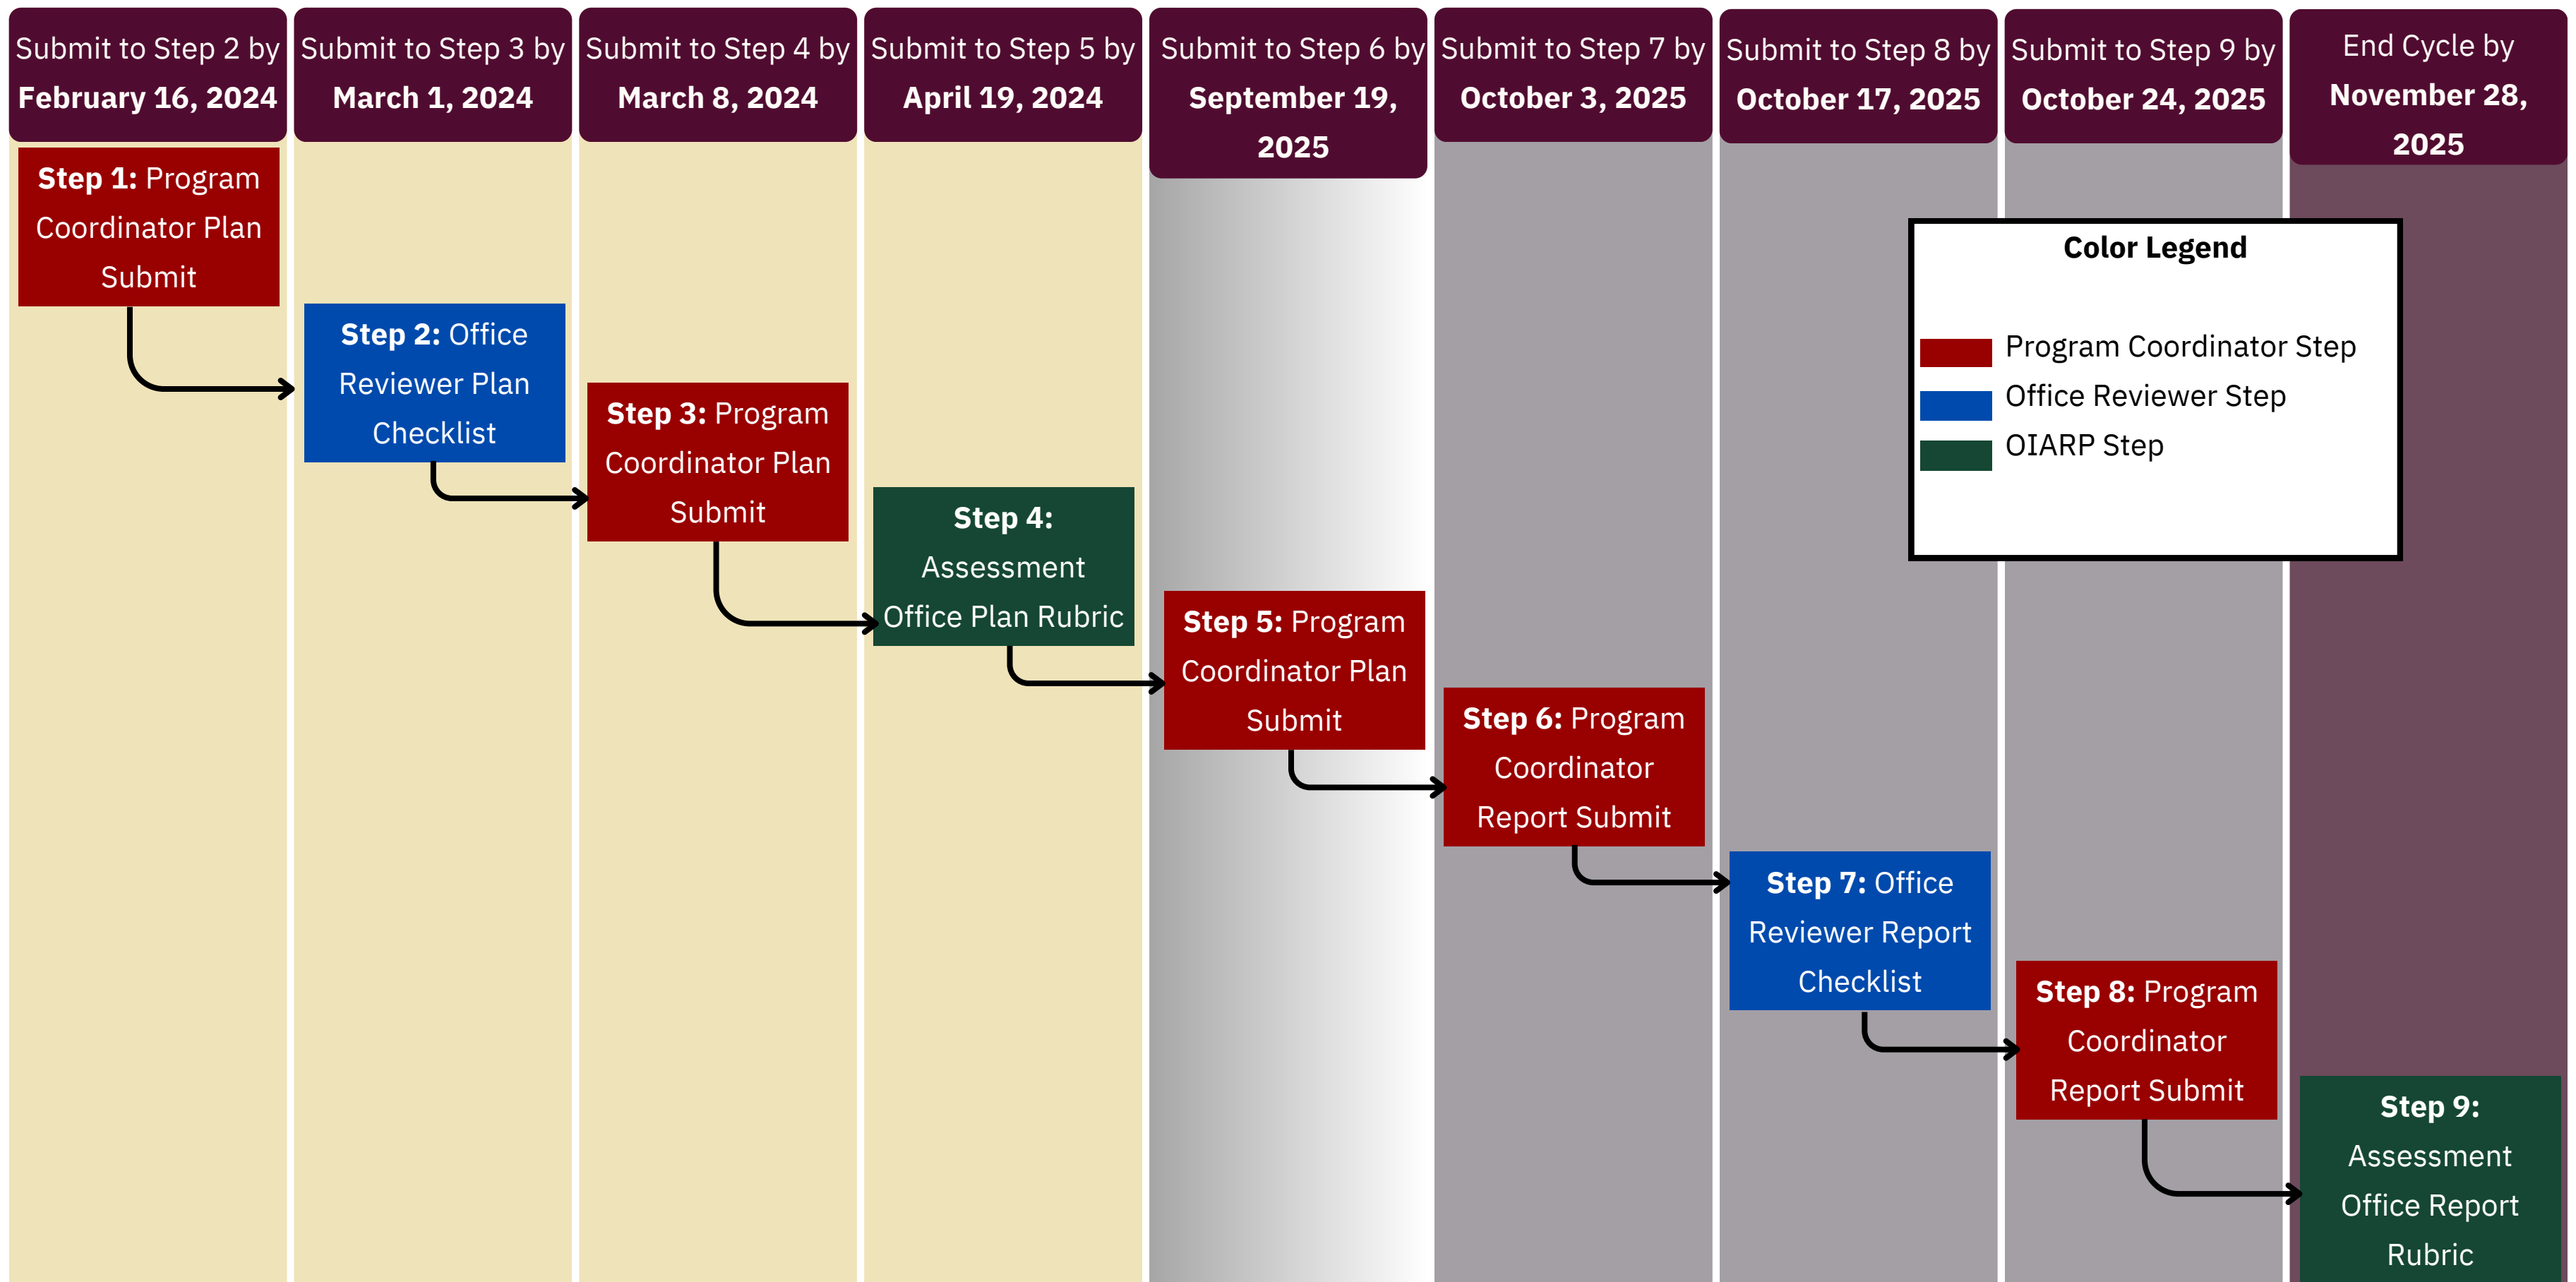 Submit to Step 2 by
February 16, 2024
Submit to Step 3 by
March 1, 2024
Submit to Step 4 by
March 8, 2024
Submit to Step 5 by
April 19, 2024
Submit to Step 6 by
September 19,
2025
Submit to Step 7 by
October 3, 2025
Submit to Step 8 by
October 17, 2025
Submit to Step 9 by
October 24, 2025
End Cycle by
November 28,
2025
Step 1: Program
Coordinator Plan
Submit
Step 2: Office
Reviewer Plan
Checklist
Step 3: Program
Coordinator Plan
Submit
Step 4:
Assessment
Office Plan Rubric
Step 5: Program
Coordinator Plan
Submit
Step 6: Program
Coordinator
Report Submit
Step 7: Office
Reviewer Report
Checklist
Step 8: Program
Coordinator
Report Submit
Step 9:
Assessment
Office Report
Rubric
Color Legend
Program Coordinator Step
Office Reviewer Step
OIARP Step